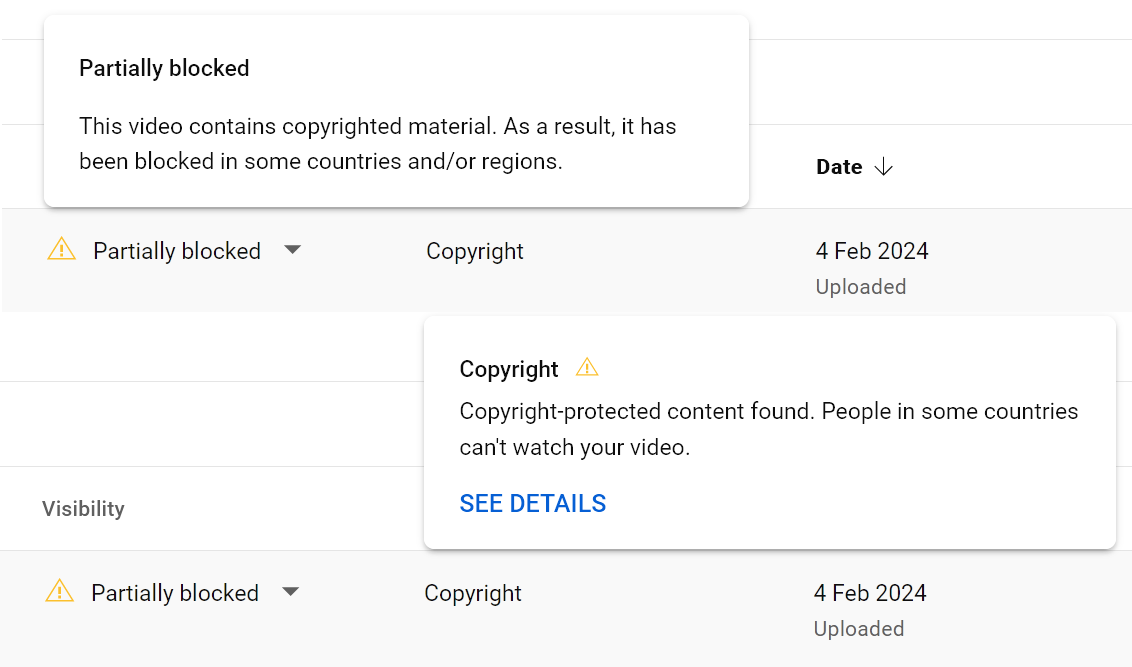 Partially blocked
This video contains copyrighted material. As a result, it has
been blocked in some countries and/or regions.
Date
Partially blocked
Copyright
4 Feb 2024
Uploaded
Copyright
Copyright-protected content found. People in some countries
can't watch your video.
SEE DETAILS
Visibility
Partially blocked
Copyright
4 Feb 2024
Uploaded